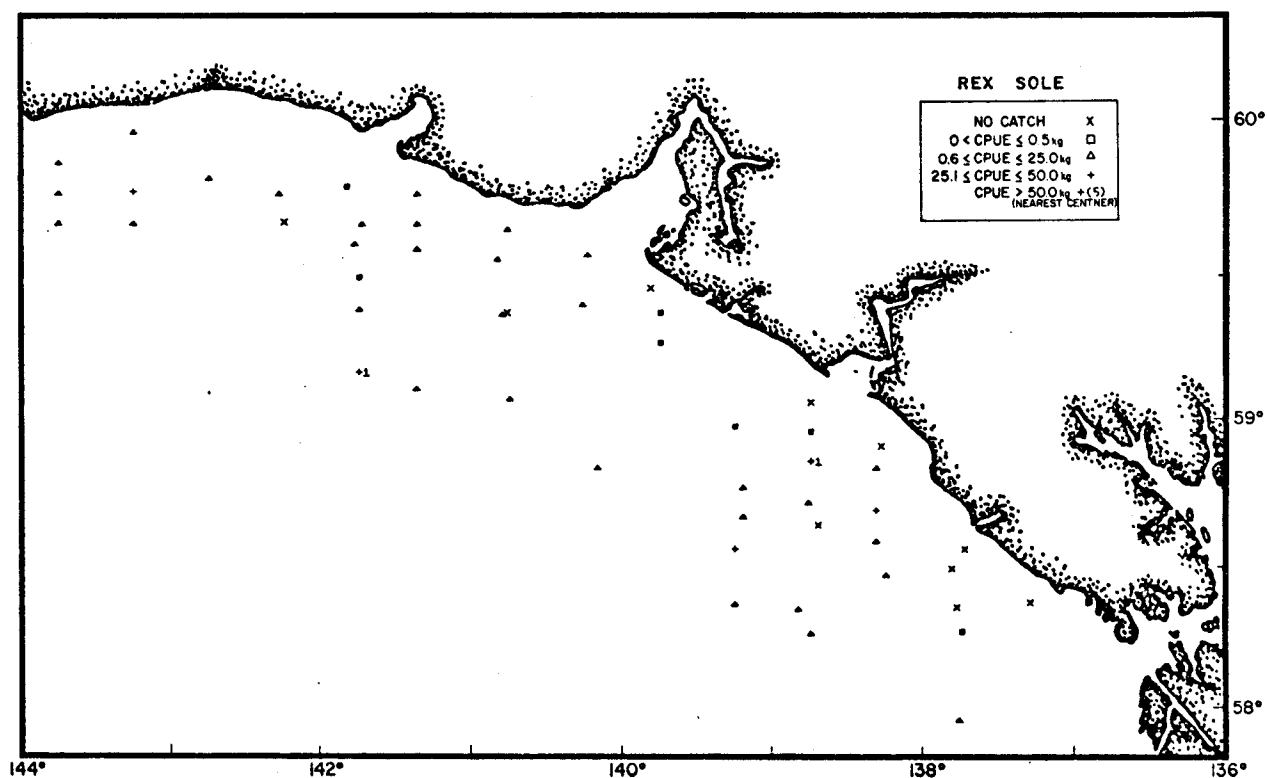 REX SOLE
NO CATCH x
0 < CPUE ≤ 0.5kg □
0.6 ≤ CPUE ≤ 25.0kg △
25.1 ≤ CPUE ≤ 50.0kg +
CPUE > 50.0kg +(5)
(NEAREST CENTNER)
60°
+1
59°
+1
58°
144° 142° 140° 138° 136°